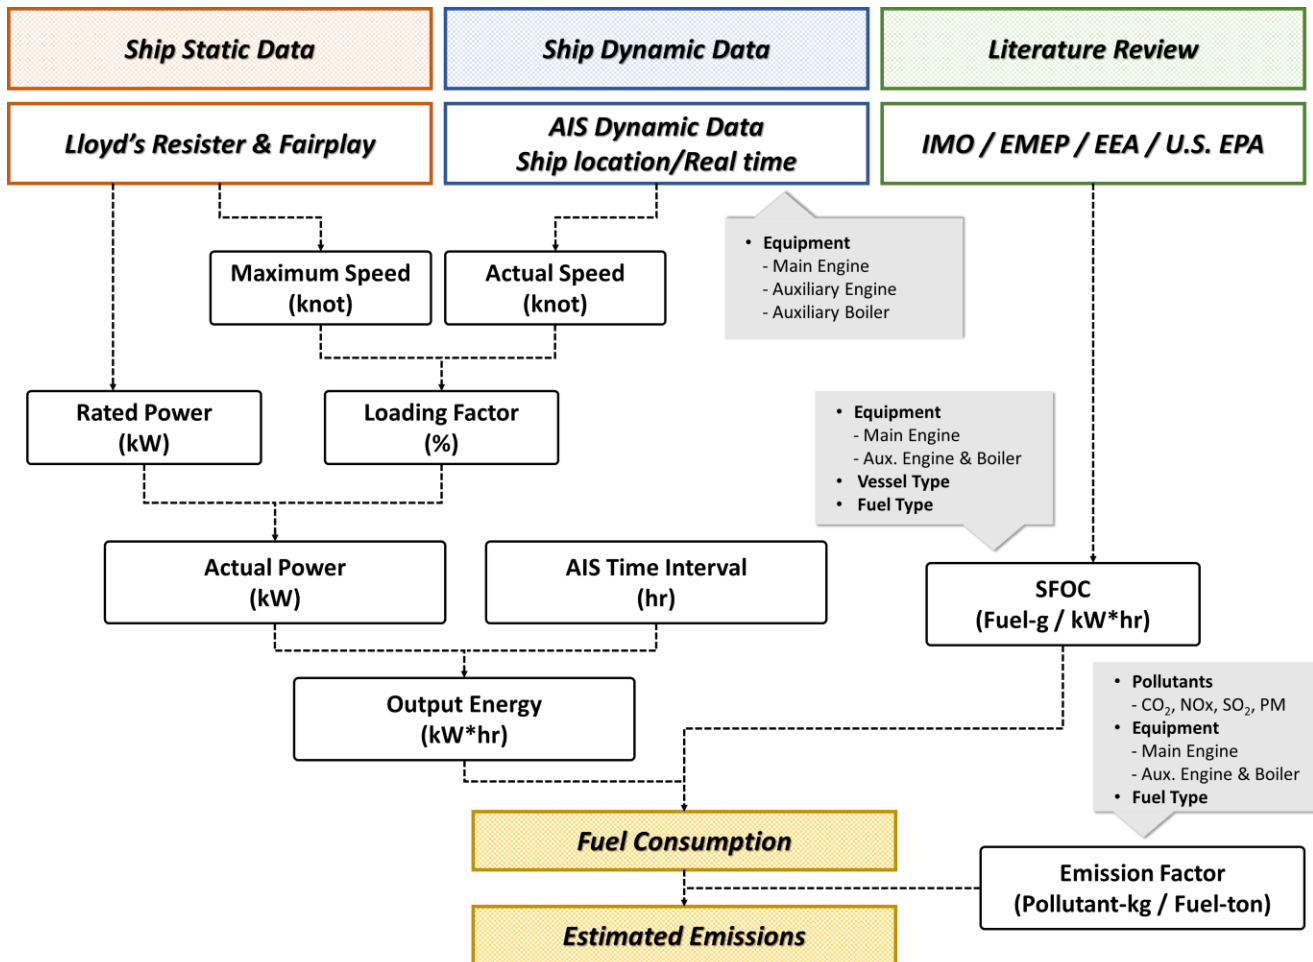 Ship Static Data
Ship Dynamic Data
Literature Review
Lloyd's Resister & Fairplay
AIS Dynamic Data
Ship location/Real time
IMO / EMEP / EEA / U.S. EPA
• Equipment
- Main Engine
- Auxiliary Engine
- Auxiliary Boiler
Maximum Speed
(knot)
Actual Speed
(knot)
Rated Power
(kW)
Loading Factor
(%)
• Equipment
- Main Engine
- Aux. Engine & Boiler
• Vessel Type
• Fuel Type
Actual Power
(kW)
AIS Time Interval
(hr)
SFOC
(Fuel-g / kW*hr)
Output Energy
(kW*hr)
• Pollutants
- CO₂, NOx, SO₂, PM
• Equipment
- Main Engine
- Aux. Engine & Boiler
• Fuel Type
Fuel Consumption
Emission Factor
(Pollutant-kg / Fuel-ton)
Estimated Emissions